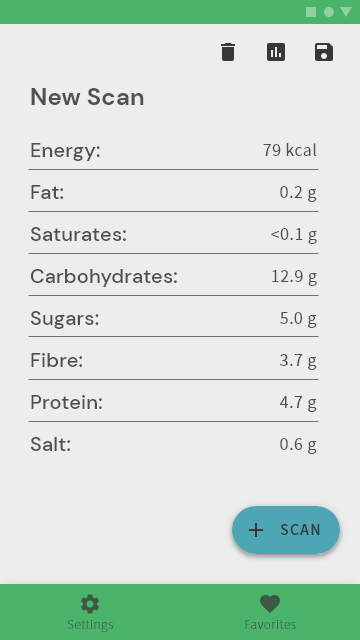 New Scan
Energy: 79 kcal
Fat: 0.2 g
Saturates: <0.1 g
Carbohydrates: 12.9 g
Sugars: 5.0 g
Fibre: 3.7 g
Protein: 4.7 g
Salt: 0.6 g
+ SCAN
Settings Favorites